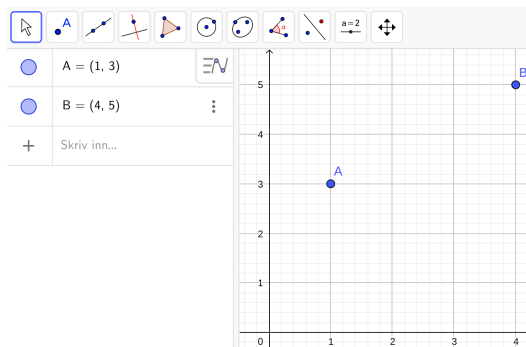 A
α
a=2
A = (1, 3)
B = (4, 5)
Skriv inn...
B
5
4
A
3
2
1
0 1 2 3 4